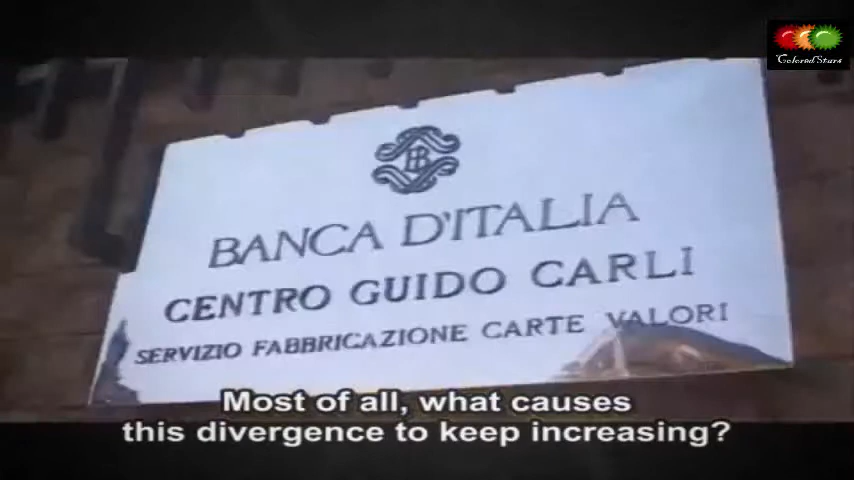 ColoredStars
BANCA D'ITALIA
CENTRO GUIDO CARLI
SERVIZIO FABBRICAZIONE CARTE VALORI
Most of all, what causes
this divergence to keep increasing?